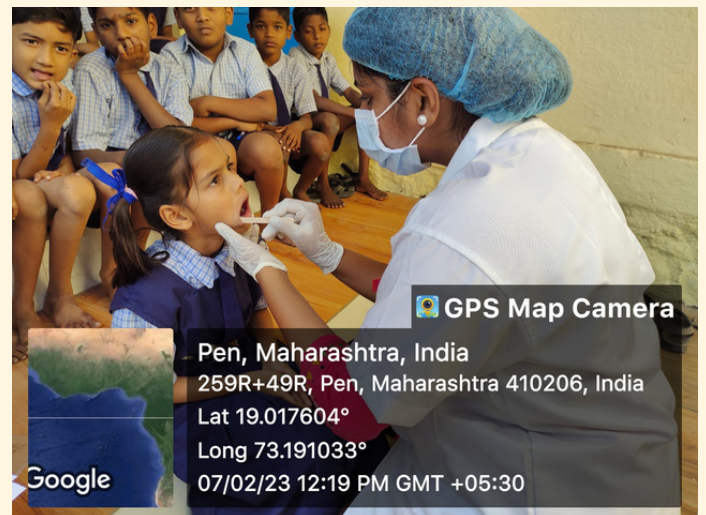 GPS Map Camera
Pen, Maharashtra, India
259R+49R, Pen, Maharashtra 410206, India
Lat 19.017604°
Long 73.191033°
07/02/23 12:19 PM GMT +05:30
Google